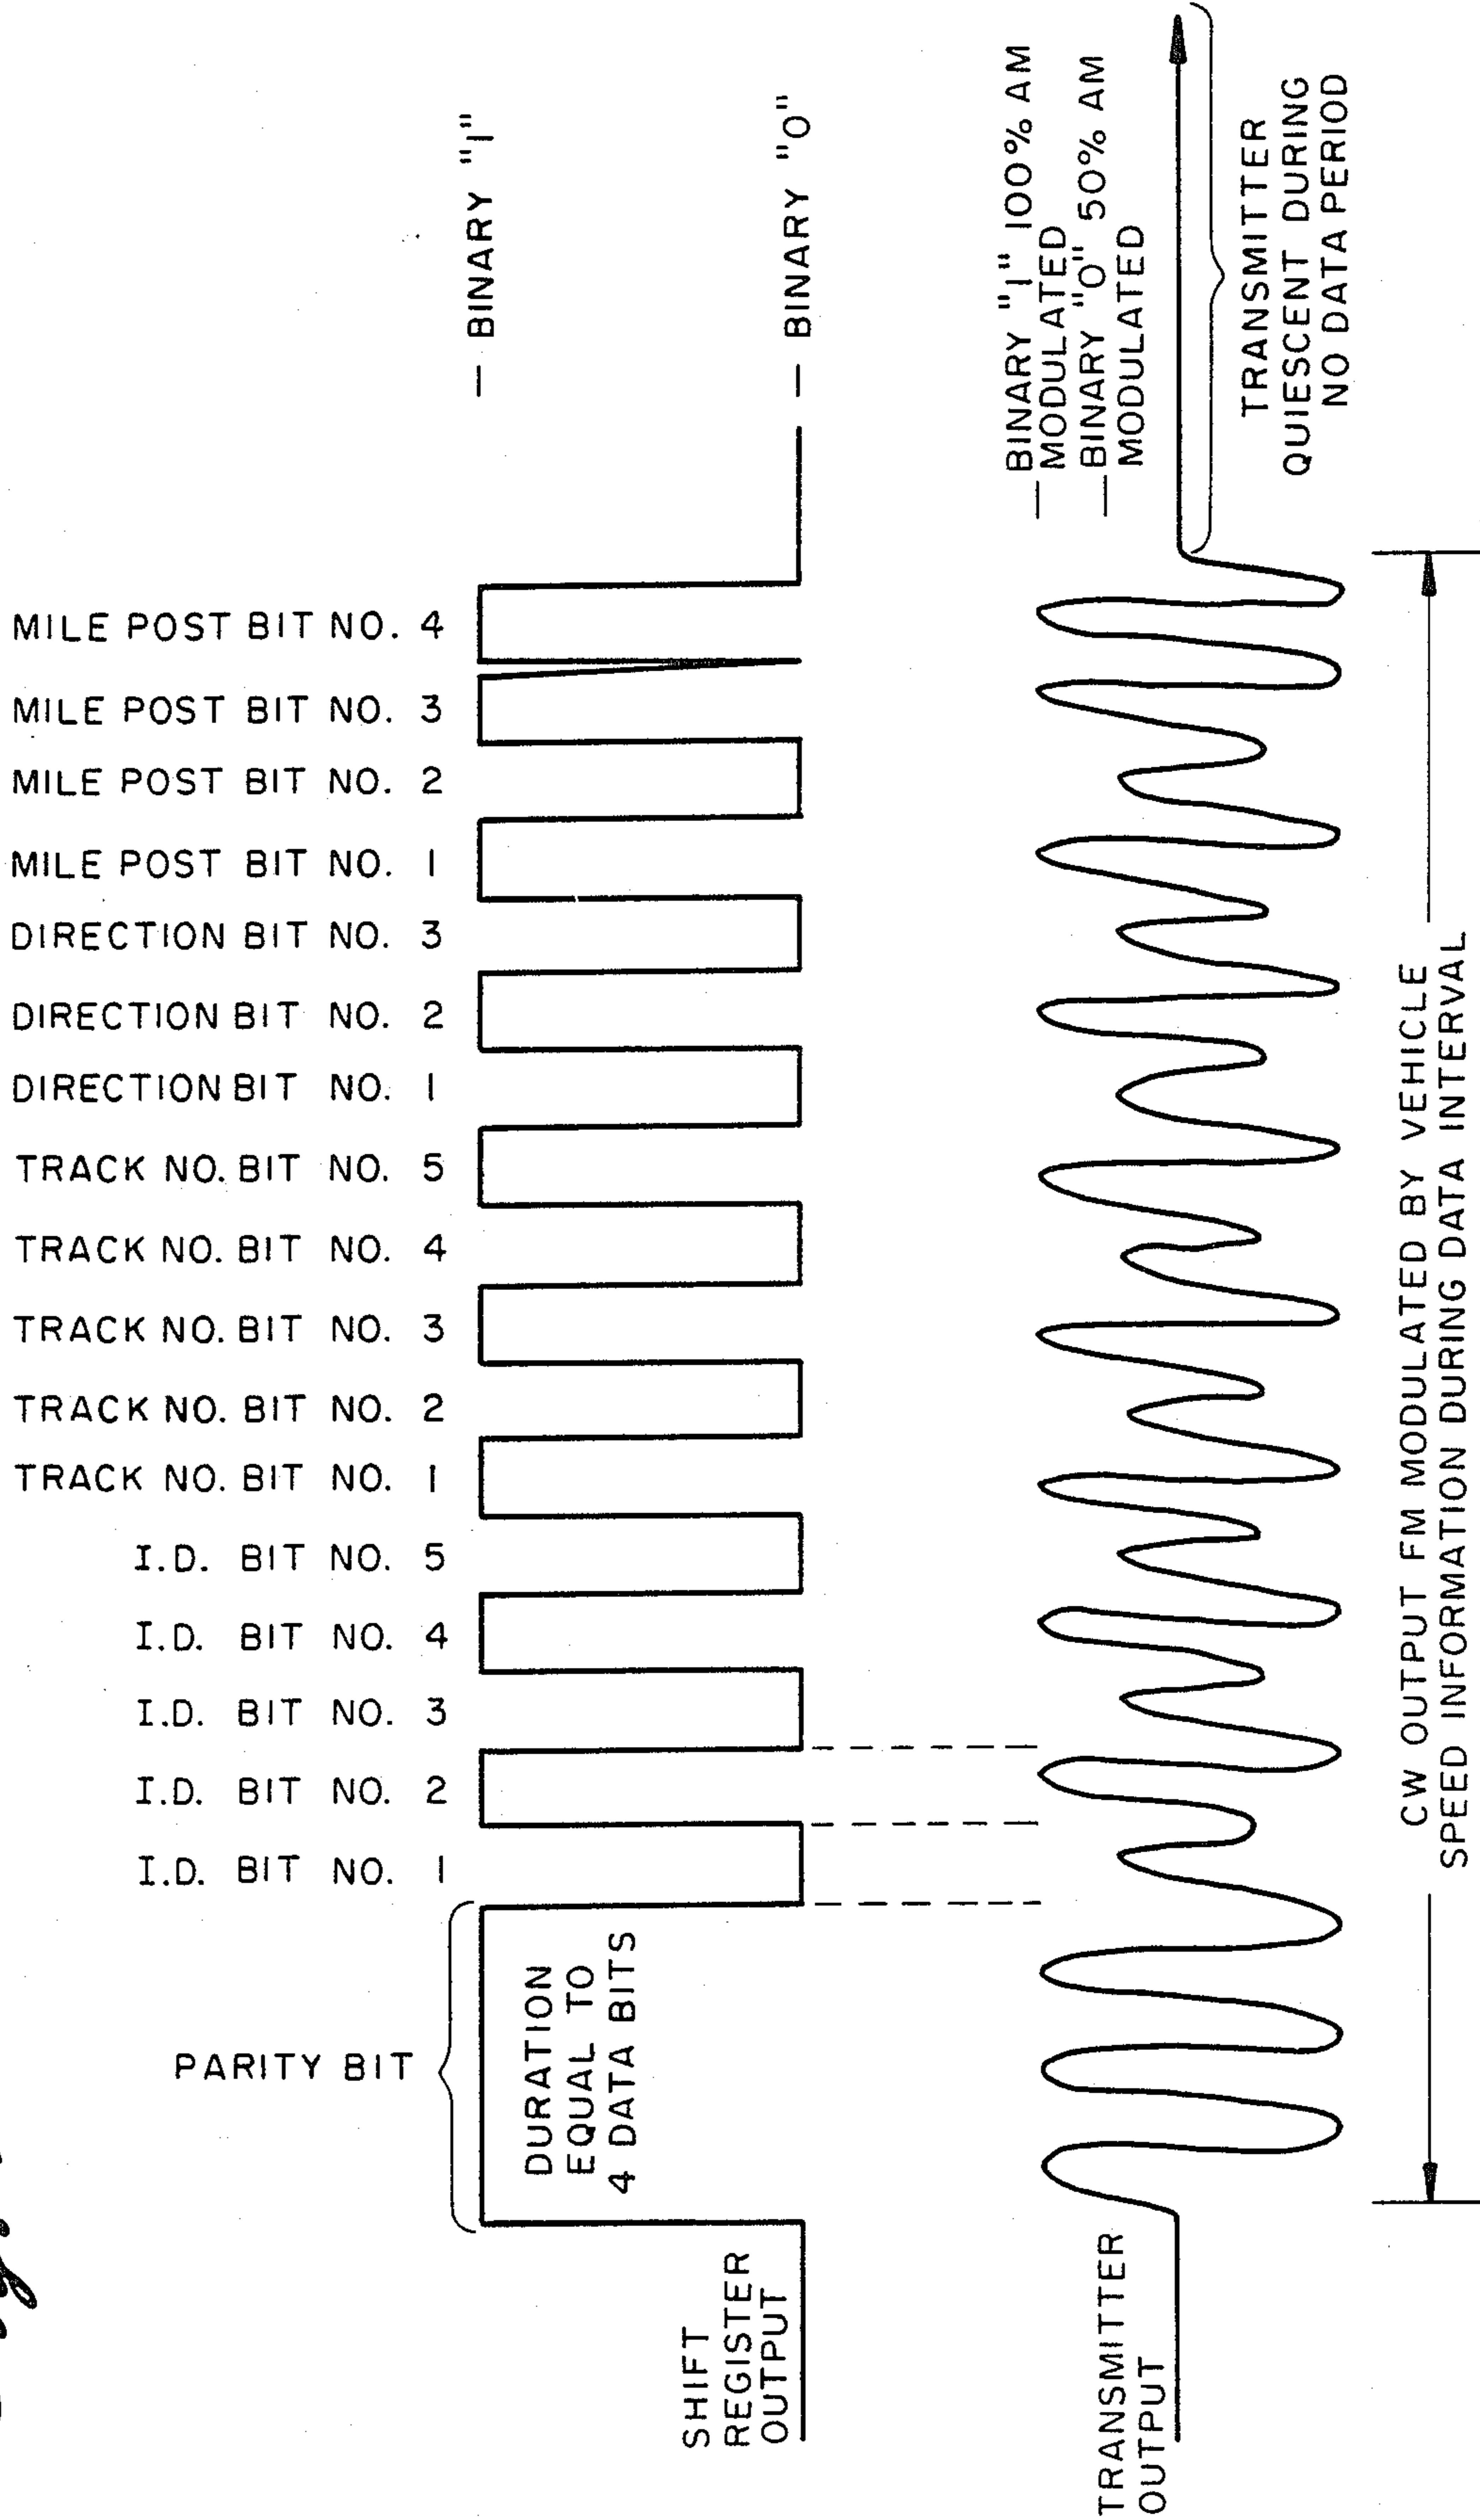 MILE POST BIT NO. 4
MILE POST BIT NO. 3
MILE POST BIT NO. 2
MILE POST BIT NO. 1
DIRECTION BIT NO. 3
DIRECTION BIT NO. 2
DIRECTION BIT NO. 1
TRACK NO. BIT NO. 5
TRACK NO. BIT NO. 4
TRACK NO. BIT NO. 3
TRACK NO. BIT NO. 2
TRACK NO. BIT NO. 1
I.D. BIT NO. 5
I.D. BIT NO. 4
I.D. BIT NO. 3
I.D. BIT NO. 2
I.D. BIT NO. 1
PARITY BIT
DURATION
EQUAL TO
4 DATA BITS
SHIFT
REGISTER
OUTPUT
BINARY "1"
BINARY "0"
BINARY "1" 100% AM
MODULATED
BINARY "0" 50% AM
MODULATED
TRANSMITTER
QUIESCENT DURING
NO DATA PERIOD
TRANSMITTER
OUTPUT
CW OUTPUT FM MODULATED BY VEHICLE
SPEED INFORMATION DURING DATA INTERVAL